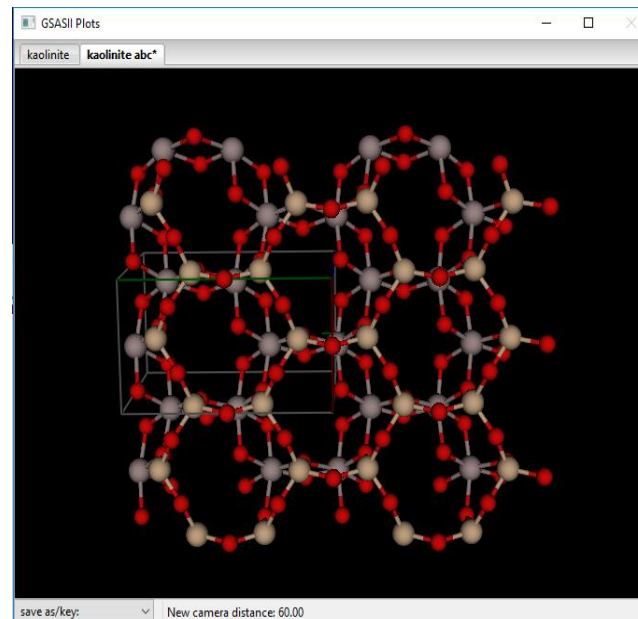 GSASII Plots
kaolinite kaolinite abc*
save as/key: New camera distance: 60.00